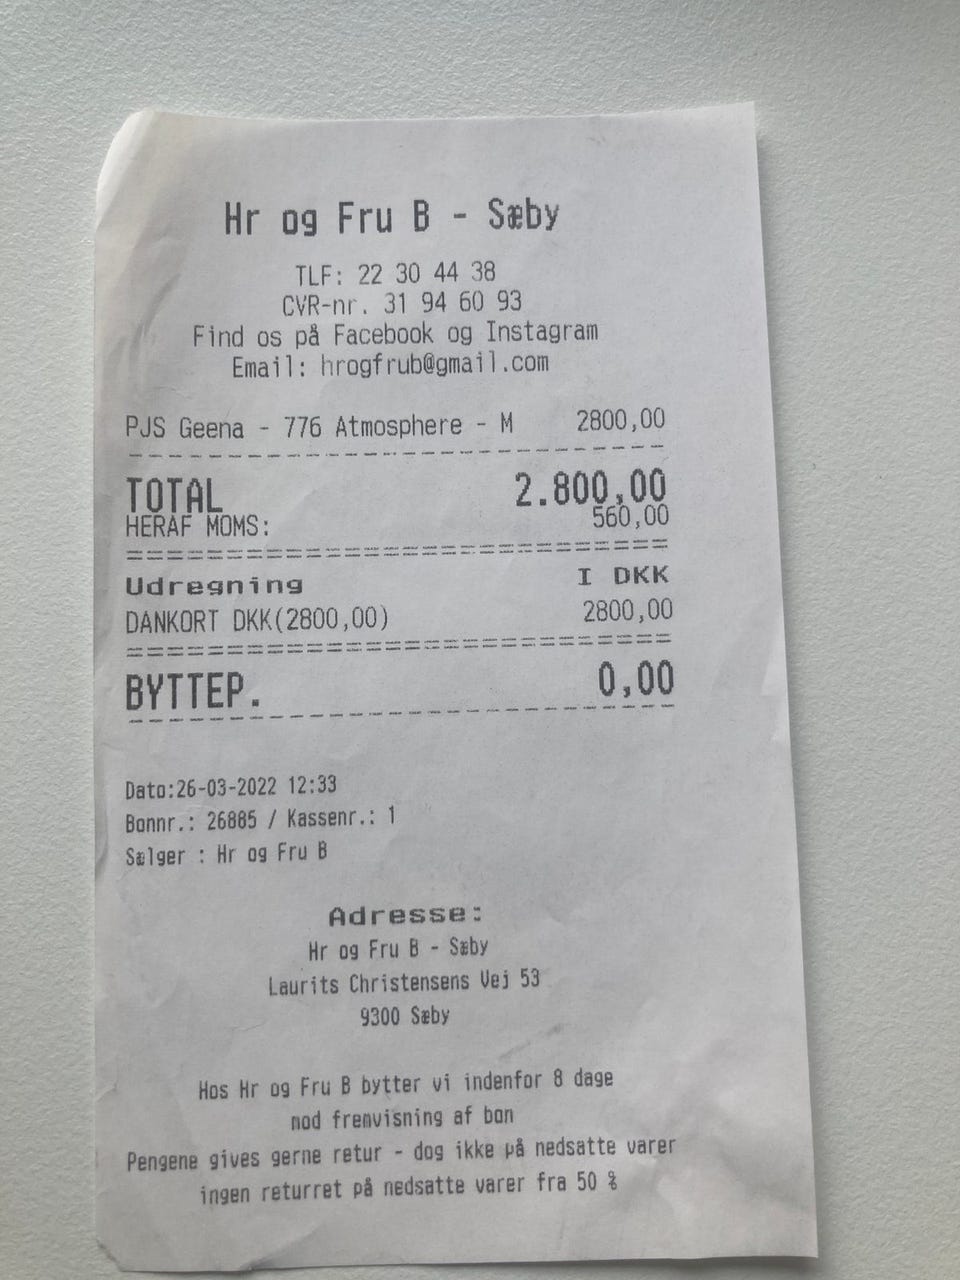 Hr og Fru B - Sæby
TLF: 22 30 44 38
CVR-nr. 31 94 60 93
Find os på Facebook og Instagram
Email: hrogfrub@gmail.com
PJS Geena - 776 Atmosphere - M 2800,00
TOTAL 2.800,00
HERAF MOMS: 560,00
Udregning I DKK
DANKORT DKK(2800,00) 2800,00
BYTTEP. 0,00
Dato:26-03-2022 12:33
Bonnr.: 26885 / Kassenr.: 1
Sælger : Hr og Fru B
Adresse:
Hr og Fru B - Sæby
Laurits Christensens Vej 53
9300 Sæby
Hos Hr og Fru B bytter vi indenfor 8 dage
mod fremvisning af bon
Pengene gives gerne retur - dog ikke på nedsatte varer
ingen returret på nedsatte varer fra 50 %